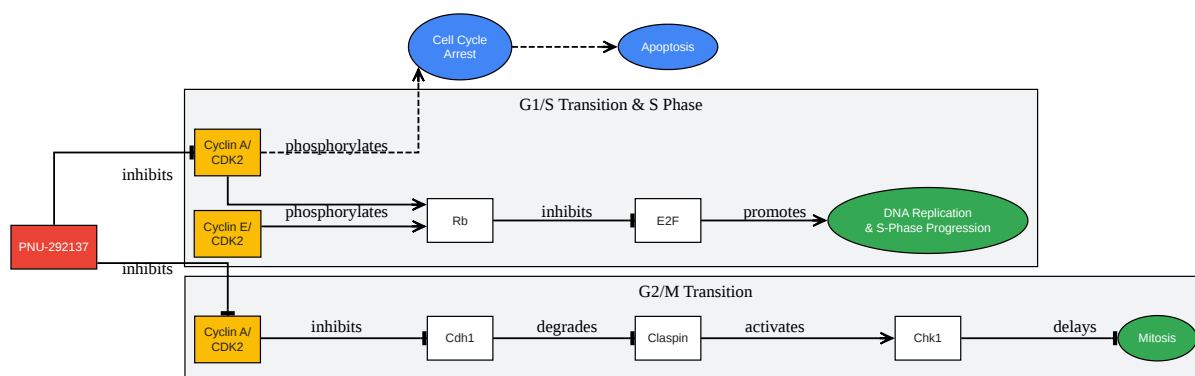 Cell Cycle
Arrest
Apoptosis
G1/S Transition & S Phase
Cyclin A/
CDK2
phosphorylates
inhibits
Cyclin E/
CDK2
phosphorylates
Rb
inhibits
E2F
promotes
DNA Replication
& S-Phase Progression
PNU-292137
inhibits
G2/M Transition
Cyclin A/
CDK2
inhibits
Cdh1
degrades
Claspin
activates
Chk1
delays
Mitosis